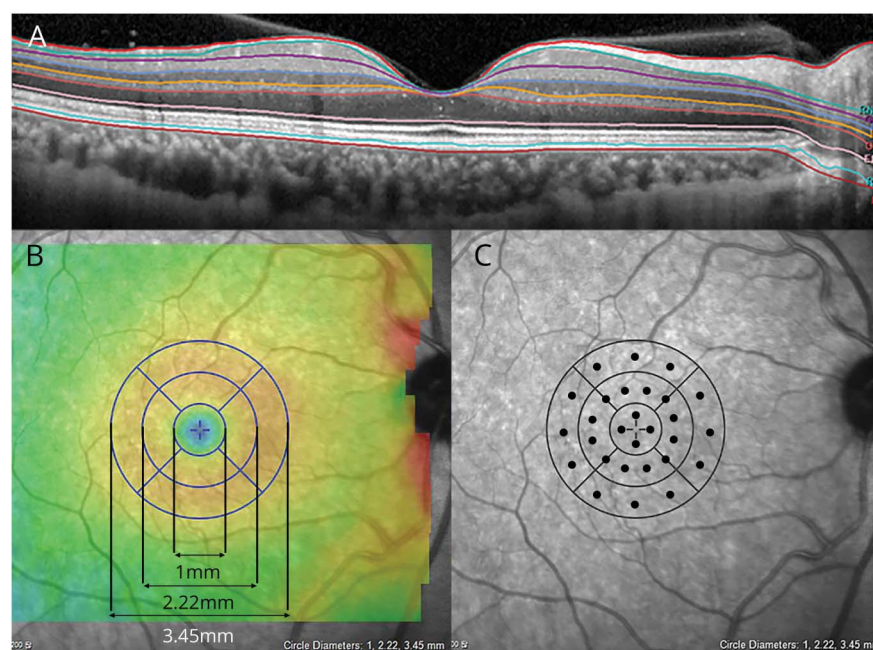 A
B
C
1mm
2.22mm
3.45mm
Circle Diameters: 1, 2.22, 3.45 mm
Circle Diameters: 1, 2.22, 3.45 m